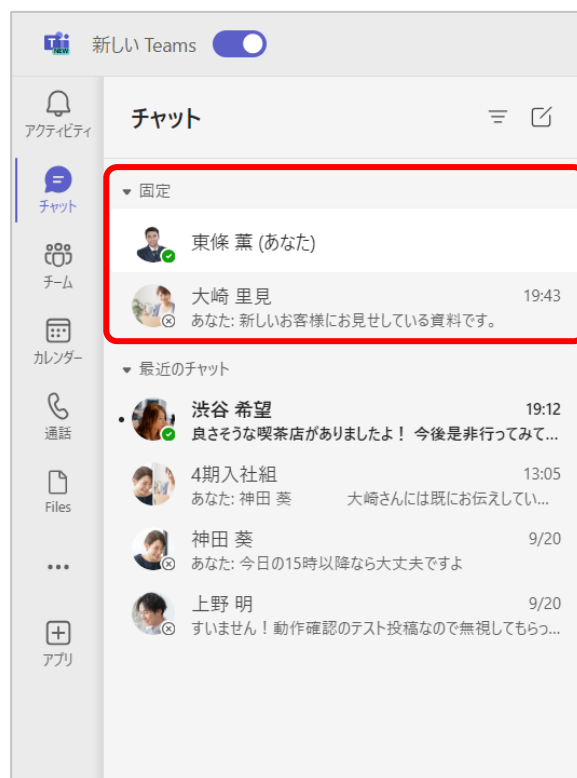 新しい Teams
アクティビティ
チャット
チーム
カレンダー
通話
Files
アプリ
チャット
固定
東條 薫 (あなた)
大崎 里見 19:43
あなた: 新しいお客様にお見せしている資料です。
最近のチャット
渋谷 希望 19:12
良さそうな喫茶店がありましたよ！ 今後是非行ってみて...
4期入社組 13:05
あなた: 神田 葵 大崎さんには既にお伝えしてい...
神田 葵 9/20
あなた: 今日の15時以降なら大丈夫ですよ
上野 明 9/20
すいません！動作確認のテスト投稿なので無視してもらっ...